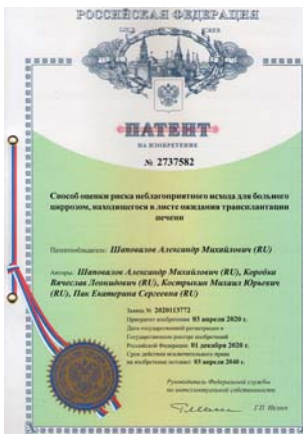 РОССИЙСКАЯ ФЕДЕРАЦИЯ
ПАТЕНТ
НА ИЗОБРЕТЕНИЕ
№ 2737582
Способ оценки риска неблагоприятного исхода для больного
циррозом, находящегося в листе ожидания трансплантации
печени
Патентообладатель: Шаповалов Александр Михайлович (RU)
Авторы: Шаповалов Александр Михайлович (RU), Коробка
Вячеслав Леонидович (RU), Кострыкин Михаил Юрьевич
(RU), Пак Екатерина Сергеевна (RU)
Заявка № 2020113772
Приоритет изобретения 03 апреля 2020 г.
Дата государственной регистрации в
Государственном реестре изобретений
Российской Федерации 01 декабря 2020 г.
Срок действия исключительного права
на изобретение истекает 03 апреля 2040 г.
Руководитель Федеральной службы
по интеллектуальной собственности
Г.П. Ивлиев